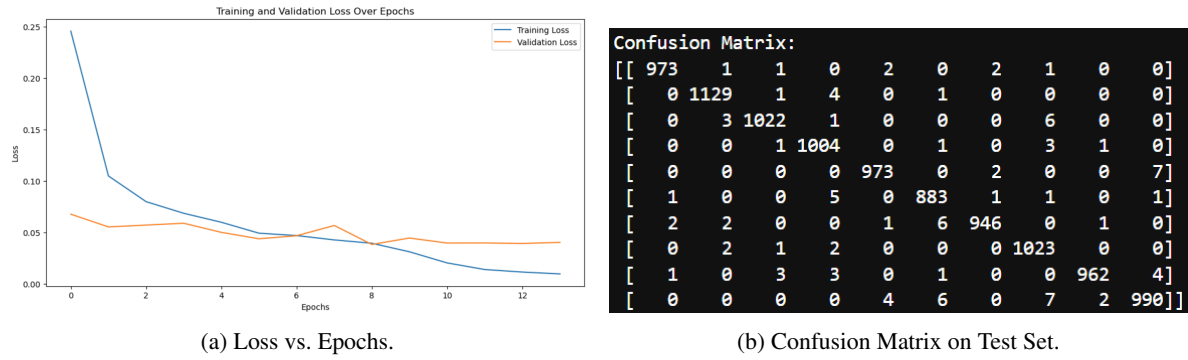 Training and Validation Loss Over Epochs
0.25
0.20
0.15
0.10
0.05
0.00
Loss
0 2 4 6 8 10 12
Epochs
Training Loss
Validation Loss
(a) Loss vs. Epochs.
Confusion Matrix:
[[ 973 1 1 0 2 0 2 1 0 0]
[ 0 1129 1 4 0 1 0 0 0 0]
[ 0 3 1022 1 0 0 0 6 0 0]
[ 0 0 1 1004 0 1 0 3 1 0]
[ 0 0 0 0 973 0 2 0 0 7]
[ 1 0 0 5 0 883 1 1 0 1]
[ 2 2 0 0 1 6 946 0 1 0]
[ 0 2 1 2 0 0 0 1023 0 0]
[ 1 0 3 3 0 1 0 0 962 4]
[ 0 0 0 0 4 6 0 7 2 990]]
(b) Confusion Matrix on Test Set.